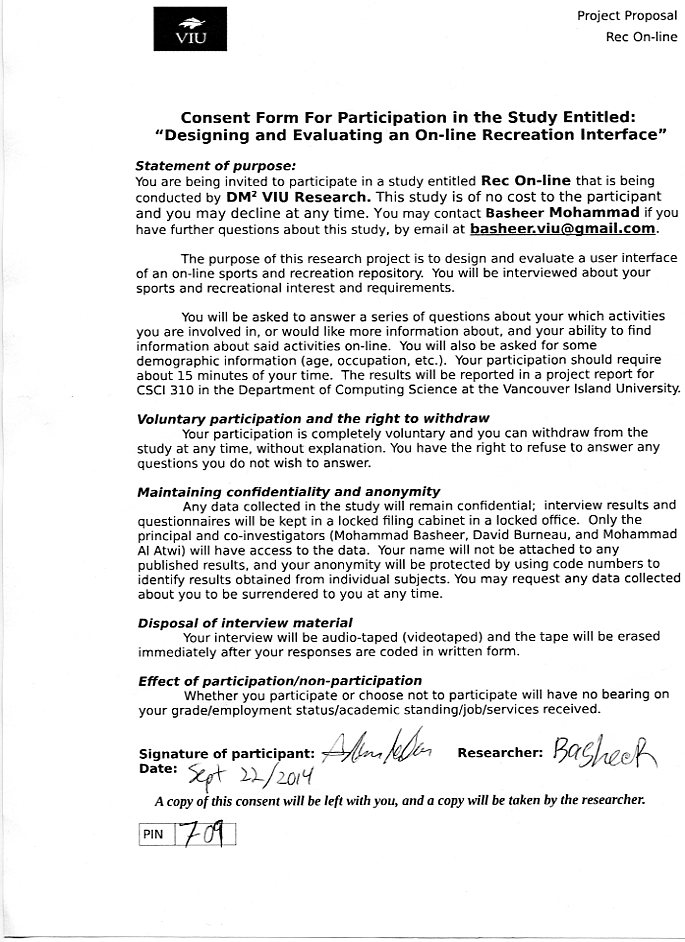 VIU
Project Proposal
Rec On-line
Consent Form For Participation in the Study Entitled:
“Designing and Evaluating an On-line Recreation Interface”
Statement of purpose:
You are being invited to participate in a study entitled Rec On-line that is being
conducted by DM² VIU Research. This study is of no cost to the participant
and you may decline at any time. You may contact Basheer Mohammad if you
have further questions about this study, by email at basheer.viu@gmail.com.
The purpose of this research project is to design and evaluate a user interface
of an on-line sports and recreation repository. You will be interviewed about your
sports and recreational interest and requirements.
You will be asked to answer a series of questions about your which activities
you are involved in, or would like more information about, and your ability to find
information about said activities on-line. You will also be asked for some
demographic information (age, occupation, etc.). Your participation should require
about 15 minutes of your time. The results will be reported in a project report for
CSCI 310 in the Department of Computing Science at the Vancouver Island University.
Voluntary participation and the right to withdraw
Your participation is completely voluntary and you can withdraw from the
study at any time, without explanation. You have the right to refuse to answer any
questions you do not wish to answer.
Maintaining confidentiality and anonymity
Any data collected in the study will remain confidential; interview results and
questionnaires will be kept in a locked filing cabinet in a locked office. Only the
principal and co-investigators (Mohammad Basheer, David Burneau, and Mohammad
Al Atwi) will have access to the data. Your name will not be attached to any
published results, and your anonymity will be protected by using code numbers to
identify results obtained from individual subjects. You may request any data collected
about you to be surrendered to you at any time.
Disposal of interview material
Your interview will be audio-taped (videotaped) and the tape will be erased
immediately after your responses are coded in written form.
Effect of participation/non-participation
Whether you participate or choose not to participate will have no bearing on
your grade/employment status/academic standing/job/services received.
Signature of participant: Researcher: BasheeR
Date: Sept 22/2014
A copy of this consent will be left with you, and a copy will be taken by the researcher.
PIN 709